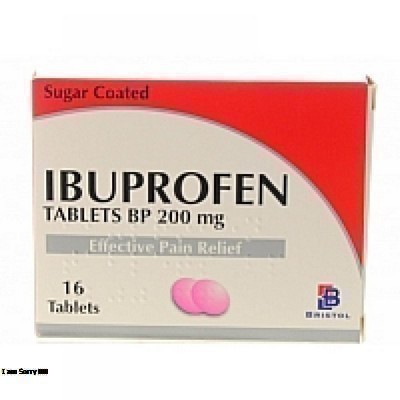 Sugar Coated
IBUPROFEN
TABLETS BP 200 mg
Effective Pain Relief
16
Tablets
BRISTOL
I am Sorry